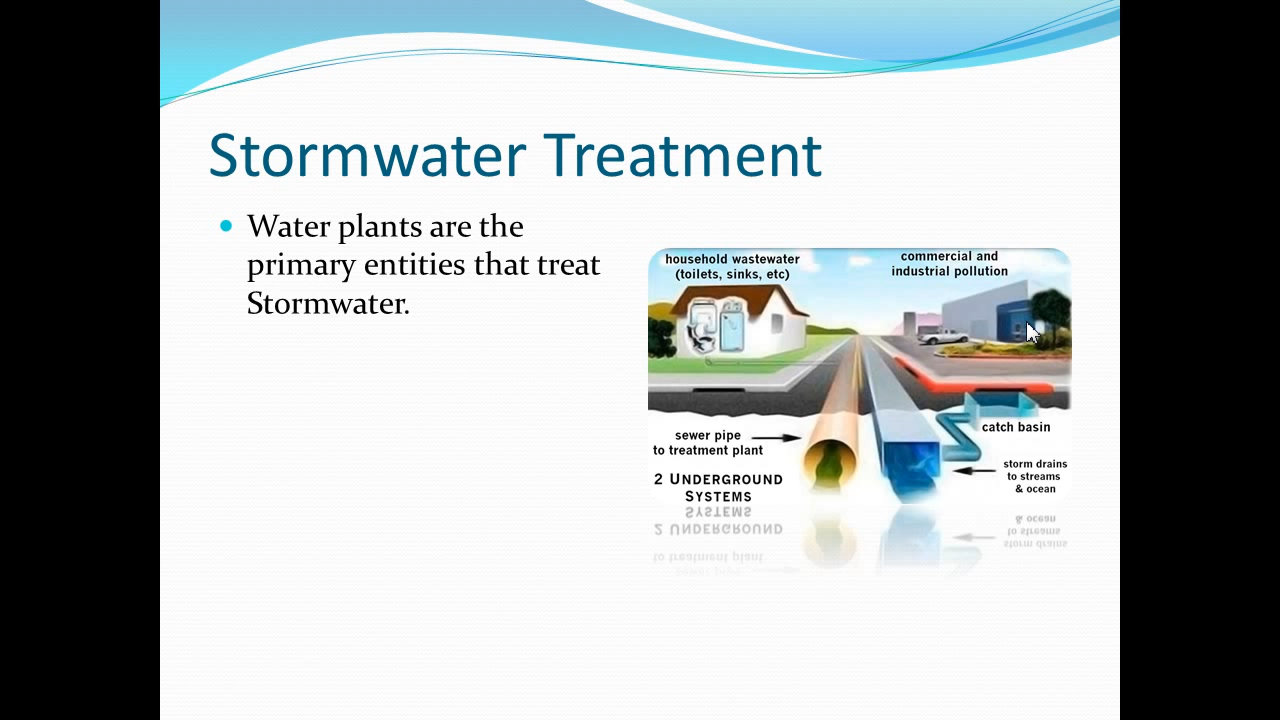 Stormwater Treatment
Water plants are the
primary entities that treat
Stormwater.
household wastewater
(toilets, sinks, etc)
commercial and
industrial pollution
catch basin
sewer pipe
to treatment plant
storm drains
to streams
& ocean
2 UNDERGROUND
SYSTEMS